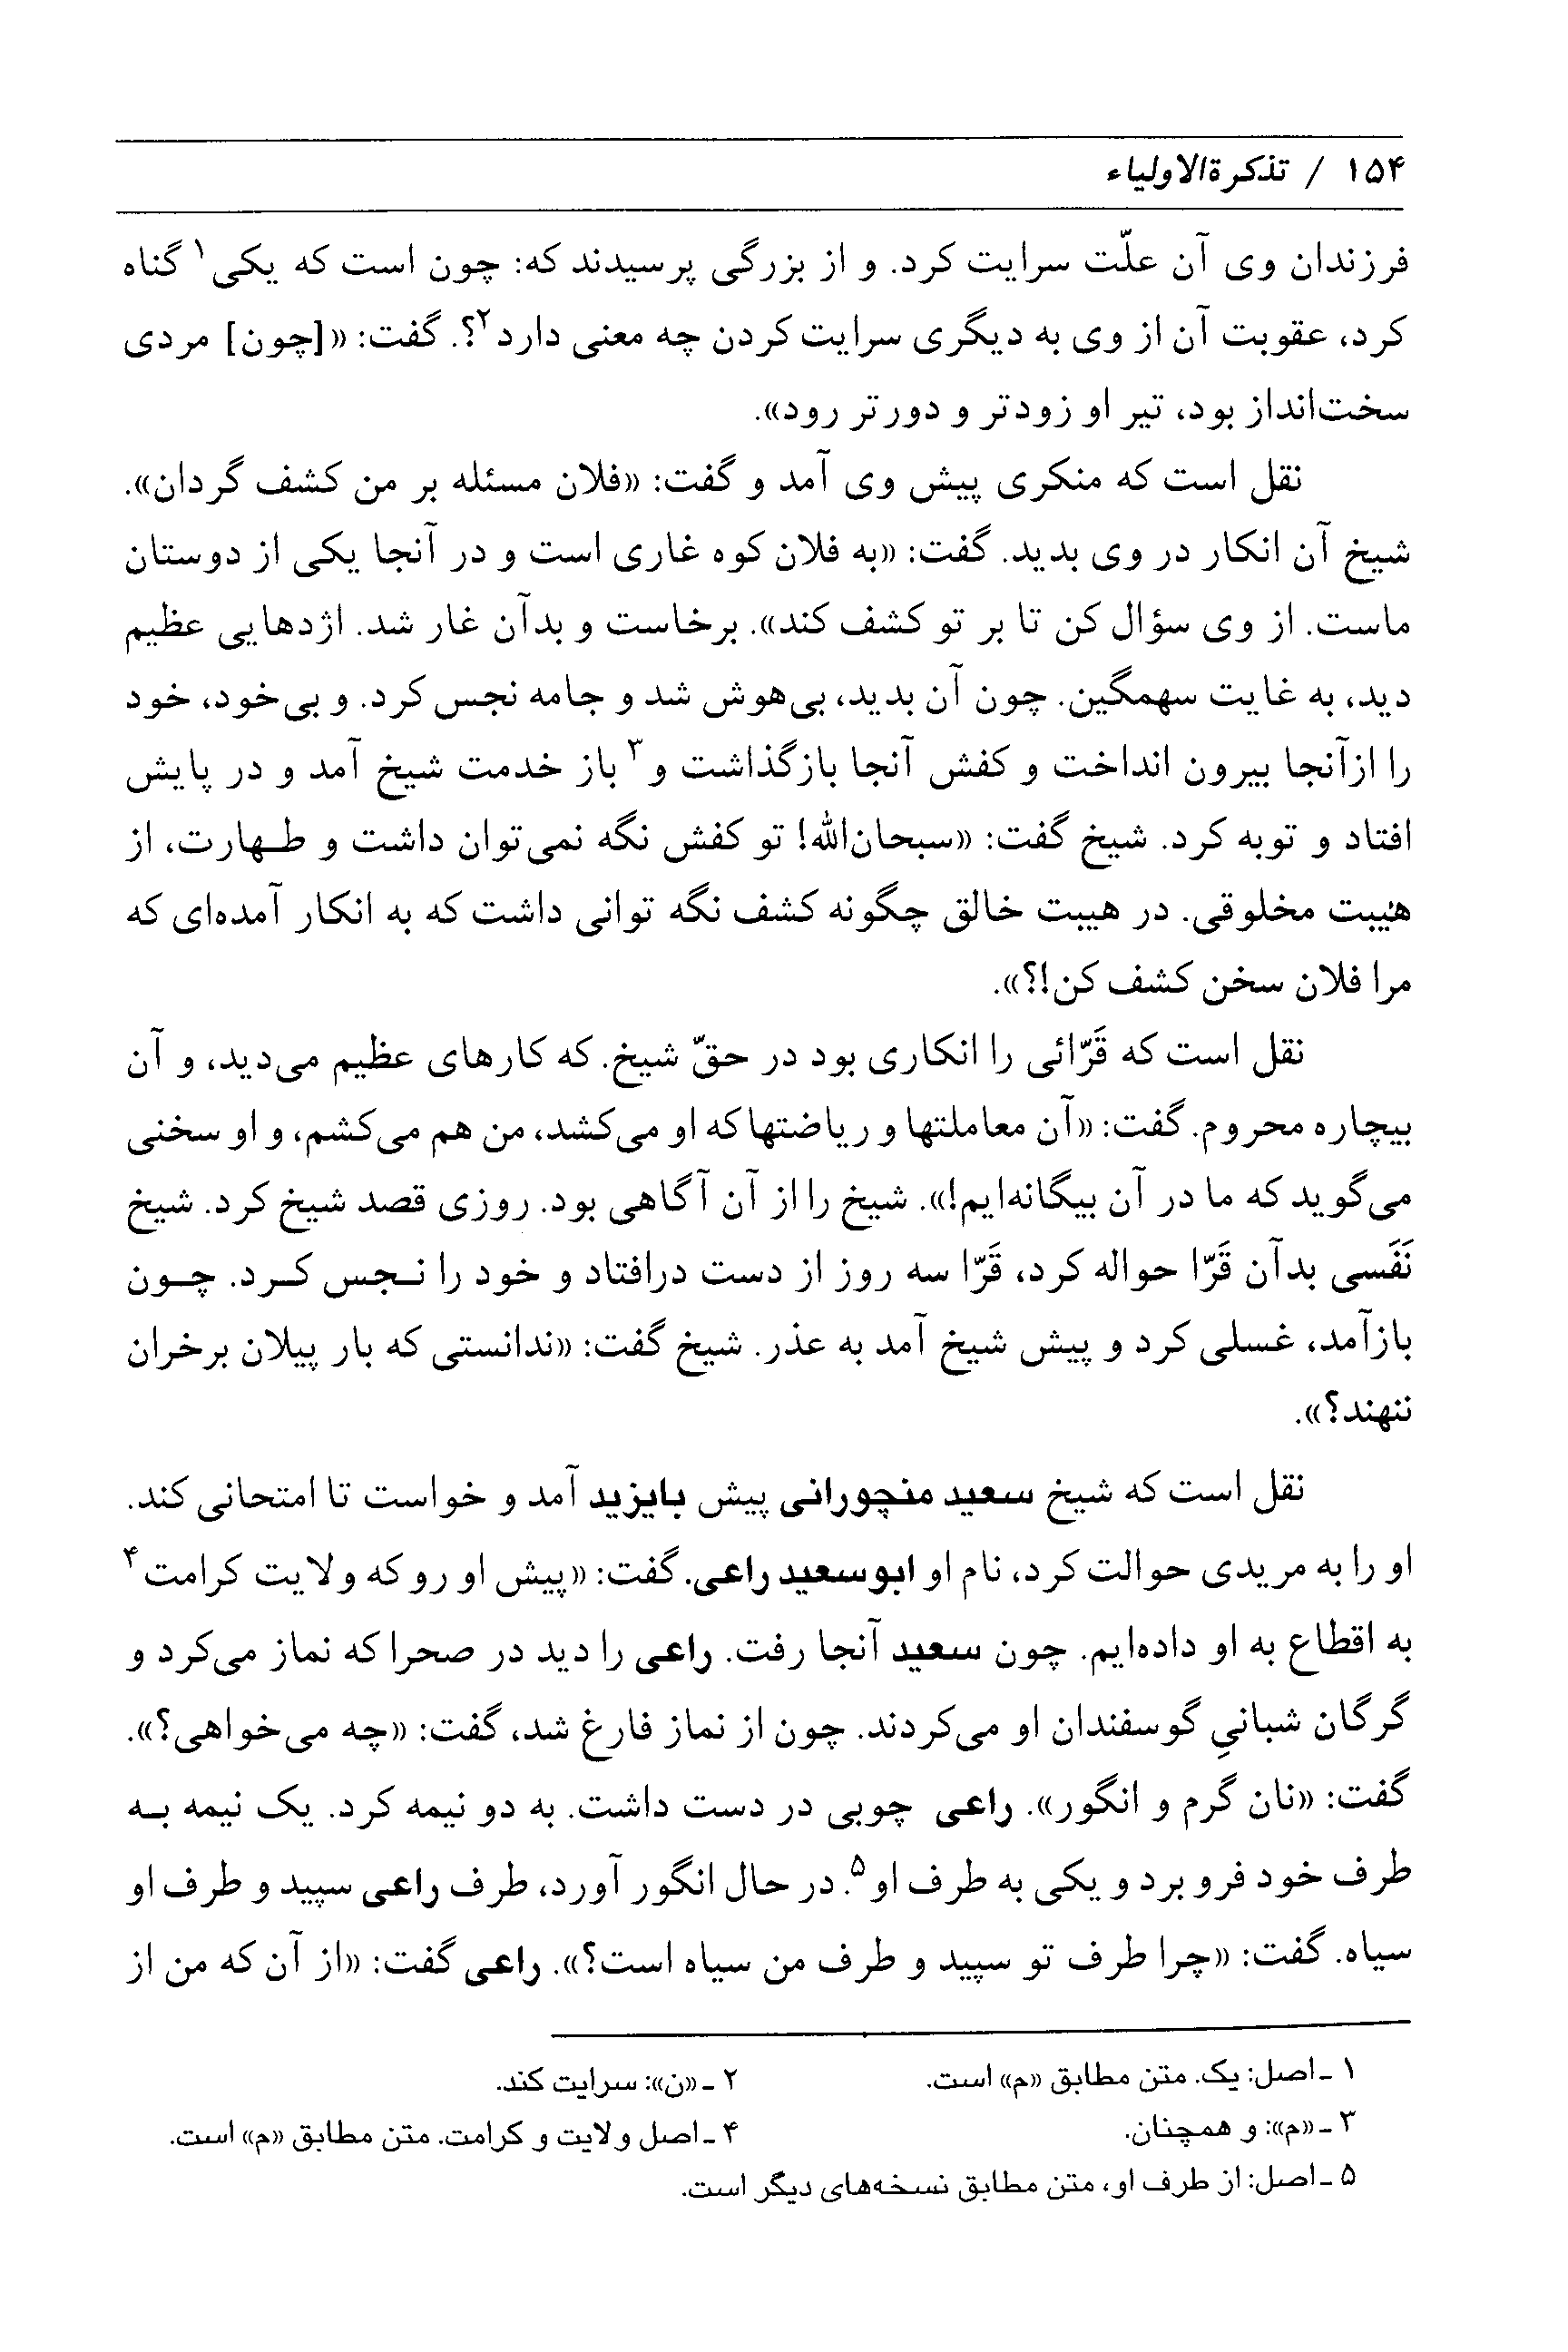 ۱۵۴ / تذکرةالاولیاء
فرزندان وی آن علّت سرایت کرد. و از بزرگی پرسیدند که: چون است که یکی۱ گناه
کرد، عقوبت آن از وی به دیگری سرایت کردن چه معنی دارد۲؟. گفت: «[چون] مردی
سخت‌انداز بود، تیر او زودتر و دورتر رود».
نقل است که منکری پیش وی آمد و گفت: «فلان مسئله بر من کشف گردان».
شیخ آن انکار در وی بدید. گفت: «به فلان کوه غاری است و در آنجا یکی از دوستان
ماست. از وی سؤال کن تا بر تو کشف کند». برخاست و بدآن غار شد. اژدهایی عظیم
دید، به غایت سهمگین. چون آن بدید، بی‌هوش شد و جامه نجس کرد. و بی‌خود، خود
را ازآنجا بیرون انداخت و کفش آنجا بازگذاشت و۳ باز خدمت شیخ آمد و در پایش
افتاد و توبه کرد. شیخ گفت: «سبحان‌الله! تو کفش نگه نمی‌توان داشت و طهارت، از
هیبت مخلوقی. در هیبت خالق چگونه کشف نگه توانی داشت که به انکار آمده‌ای که
مرا فلان سخن کشف کن!؟».
نقل است که قَرّائی را انکاری بود در حقّ شیخ. که کارهای عظیم می‌دید، و آن
بیچاره محروم. گفت: «آن معاملتها و ریاضتها که او می‌کشد، من هم می‌کشم، و او سخنی
می‌گوید که ما در آن بیگانه‌ایم!». شیخ را از آن آگاهی بود. روزی قصد شیخ کرد. شیخ
نَفَسی بدآن قَرّا حواله کرد، قَرّا سه روز از دست درافتاد و خود را نجس کرد. چون
بازآمد، غسلی کرد و پیش شیخ آمد به عذر. شیخ گفت: «ندانستی که بار پیلان برخران
ننهند؟».
نقل است که شیخ سعید منچورانی پیش بایزید آمد و خواست تا امتحانی کند.
او را به مریدی حوالت کرد، نام او ابوسعید راعی. گفت: «پیش او رو که ولایت کرامت۴
به اقطاع به او داده‌ایم. چون سعید آنجا رفت. راعی را دید در صحرا که نماز می‌کرد و
گرگان شبانیِ گوسفندان او می‌کردند. چون از نماز فارغ شد، گفت: «چه می‌خواهی؟».
گفت: «نان گرم و انگور». راعی چوبی در دست داشت. به دو نیمه کرد. یک نیمه به
طرف خود فرو برد و یکی به طرف او۵. در حال انگور آورد، طرف راعی سپید و طرف او
سیاه. گفت: «چرا طرف تو سپید و طرف من سیاه است؟». راعی گفت: «از آن که من از
۱ ـ اصل: یک. متن مطابق «م» است.
۲ ـ «ن»: سرایت کند.
۳ ـ «م»: و همچنان.
۴ ـ اصل ولایت و کرامت. متن مطابق «م» است.
۵ ـ اصل: از طرف او، متن مطابق نسخه‌های دیگر است.